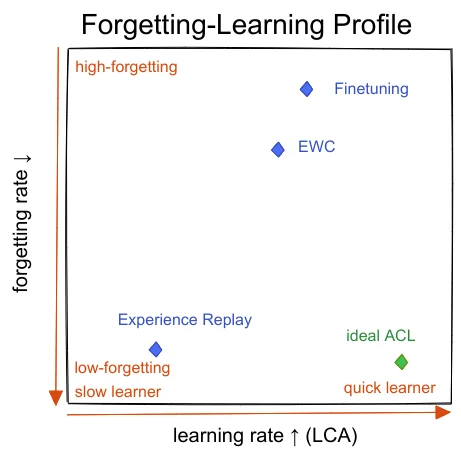 Forgetting-Learning Profile
high-forgetting
Finetuning
EWC
forgetting rate ↓
Experience Replay
ideal ACL
low-forgetting
slow learner
quick learner
learning rate ↑ (LCA)